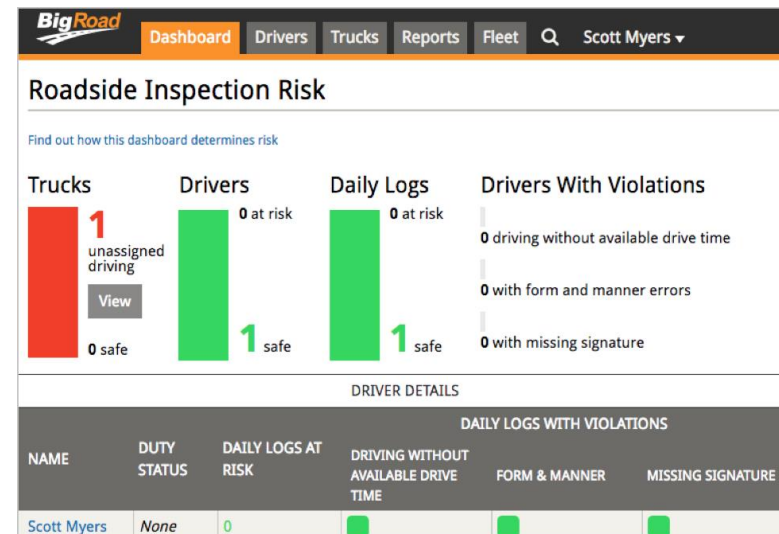 BigRoad
Dashboard Drivers Trucks Reports Fleet Scott Myers
Roadside Inspection Risk
Find out how this dashboard determines risk
Trucks
1
unassigned
driving
View
0 safe
Drivers
0 at risk
1 safe
Daily Logs
0 at risk
1 safe
Drivers With Violations
0 driving without available drive time
0 with form and manner errors
0 with missing signature
DRIVER DETAILS
DAILY LOGS WITH VIOLATIONS
NAME
DUTY
STATUS
DAILY LOGS AT
RISK
DRIVING WITHOUT
AVAILABLE DRIVE
TIME
FORM & MANNER
MISSING SIGNATURE
Scott Myers None 0